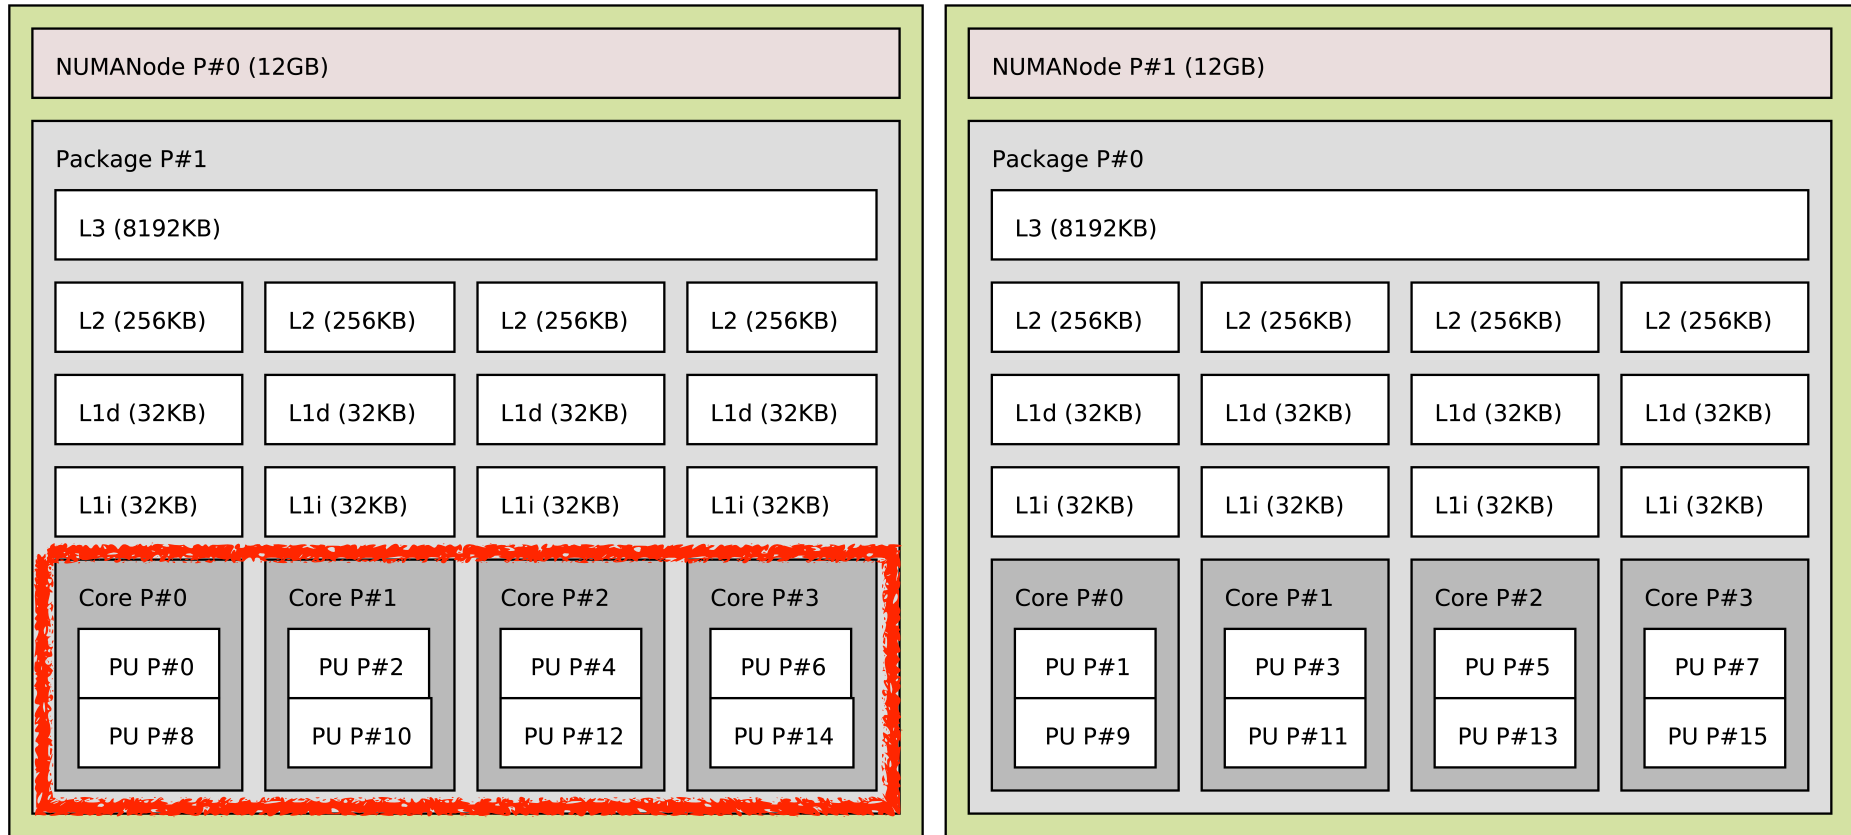 NUMANode P#0 (12GB)
Package P#1
L3 (8192KB)
L2 (256KB) L2 (256KB) L2 (256KB) L2 (256KB)
L1d (32KB) L1d (32KB) L1d (32KB) L1d (32KB)
L1i (32KB) L1i (32KB) L1i (32KB) L1i (32KB)
Core P#0 Core P#1 Core P#2 Core P#3
PU P#0 PU P#2 PU P#4 PU P#6
PU P#8 PU P#10 PU P#12 PU P#14
NUMANode P#1 (12GB)
Package P#0
L3 (8192KB)
L2 (256KB) L2 (256KB) L2 (256KB) L2 (256KB)
L1d (32KB) L1d (32KB) L1d (32KB) L1d (32KB)
L1i (32KB) L1i (32KB) L1i (32KB) L1i (32KB)
Core P#0 Core P#1 Core P#2 Core P#3
PU P#1 PU P#3 PU P#5 PU P#7
PU P#9 PU P#11 PU P#13 PU P#15